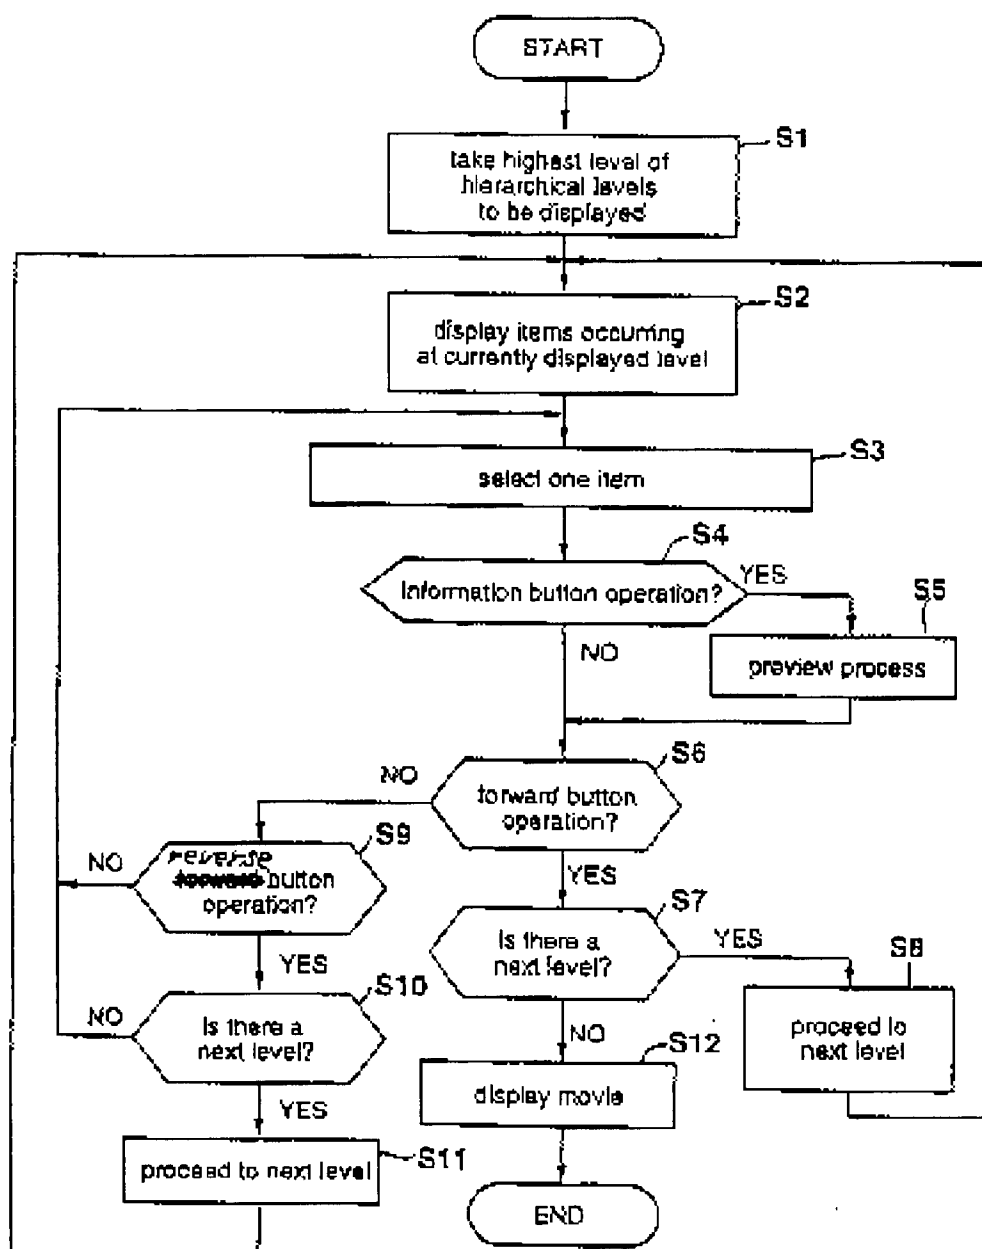 START
S1
take highest level of
hierarchical levels
to be displayed
S2
display items occurring
at currently displayed level
S3
select one item
S4
information button operation?
YES
NO
S5
preview process
S6
forward button
operation?
NO
YES
S9
reverse
forward button
operation?
NO
YES
S7
Is there a
next level?
YES
NO
S8
proceed to
next level
S10
Is there a
next level?
NO
YES
S12
display movie
S11
proceed to next level
END